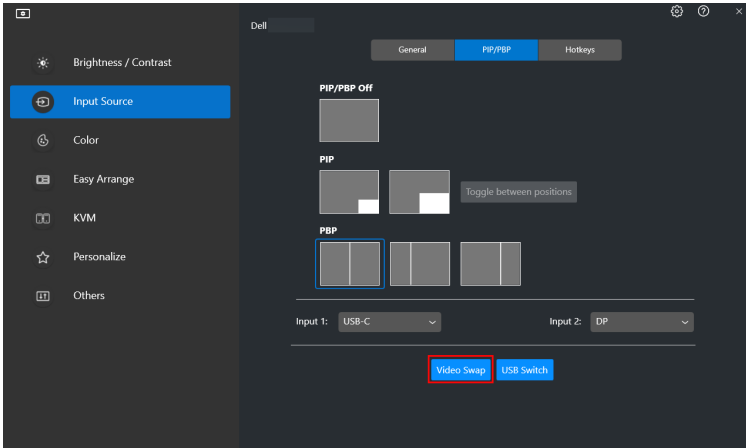 Dell
General PIP/PBP Hotkeys
Brightness / Contrast
Input Source
Color
Easy Arrange
KVM
Personalize
Others
PIP/PBP Off
PIP
Toggle between positions
PBP
Input 1: USB-C Input 2: DP
Video Swap USB Switch